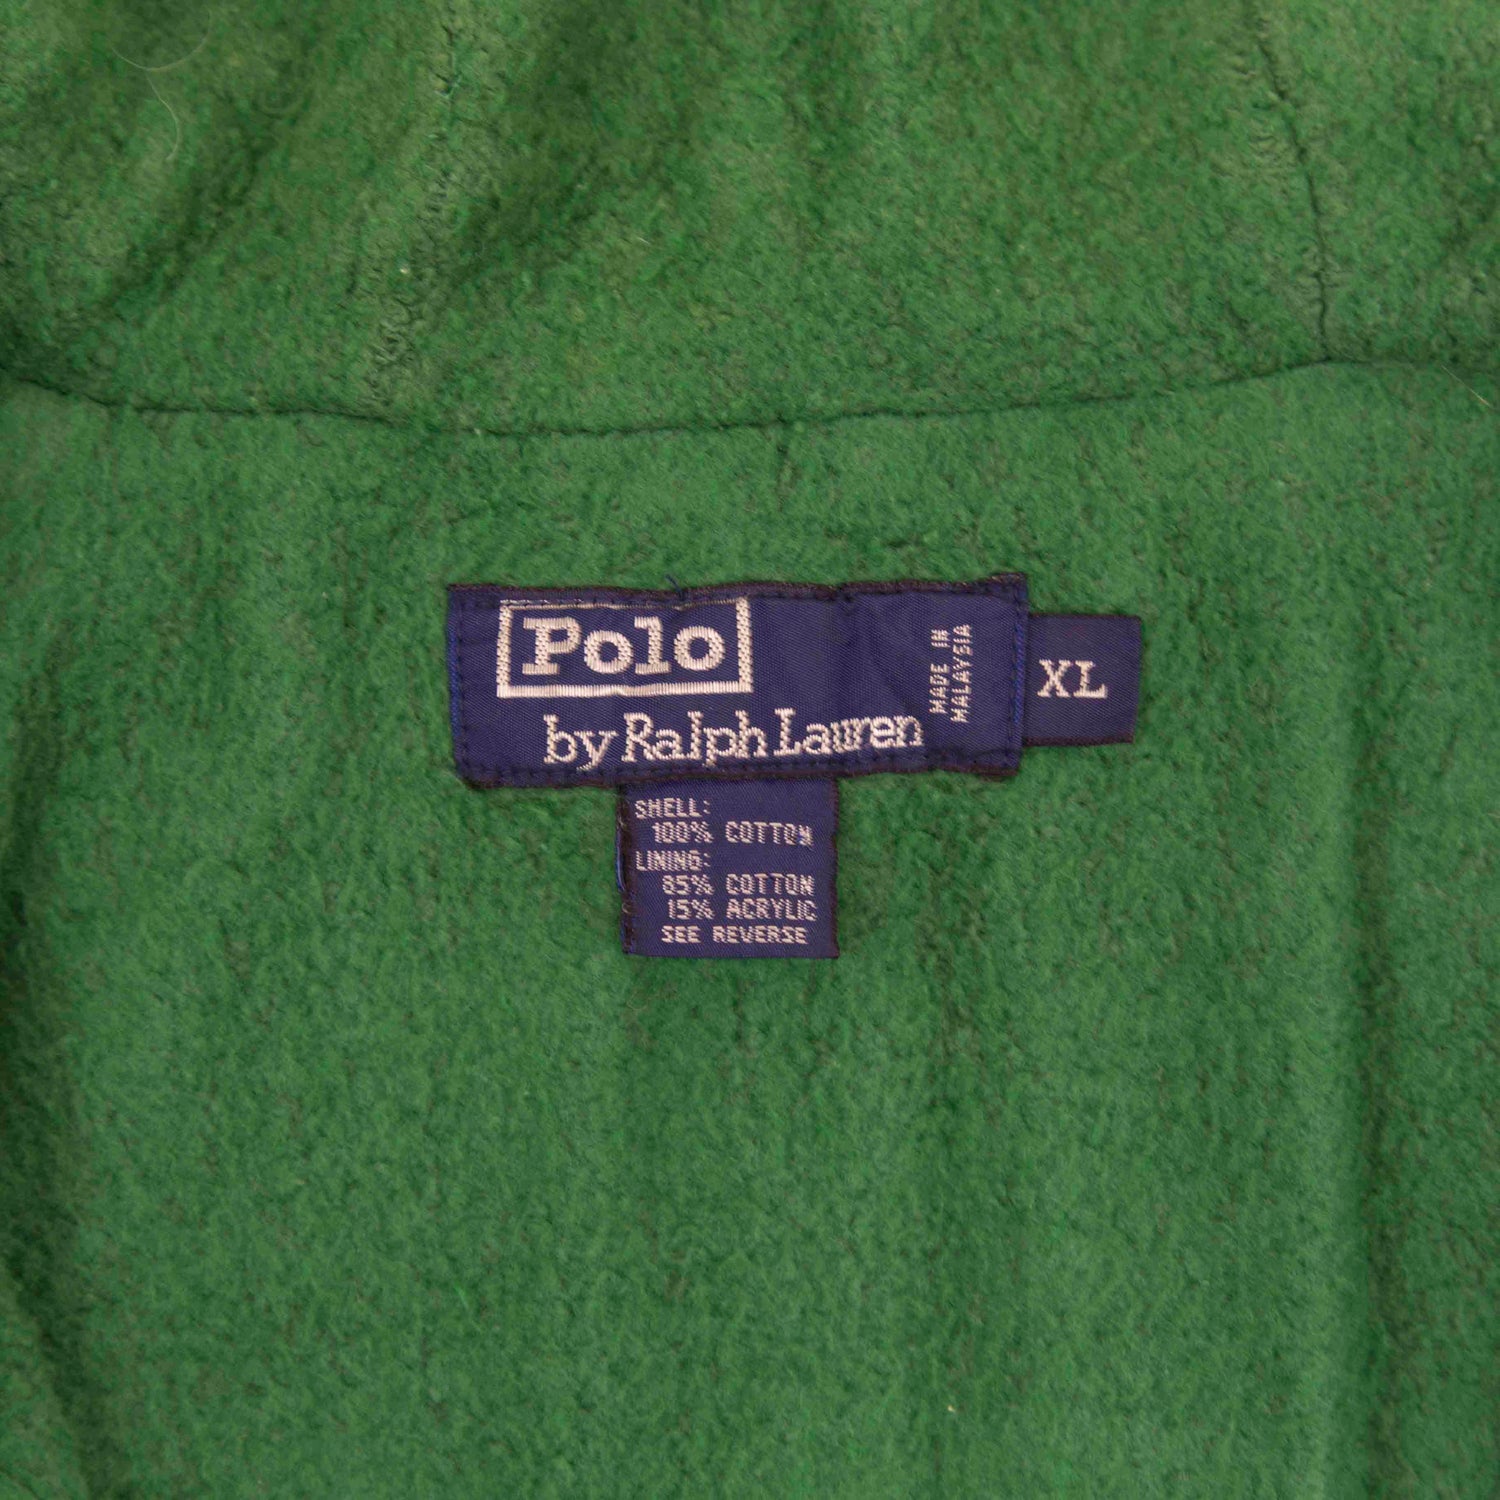 Polo
by Ralph Lauren
MADE IN
MALAYSIA
XL
SHELL:
100% COTTON
LINING:
85% COTTON
15% ACRYLIC
SEE REVERSE